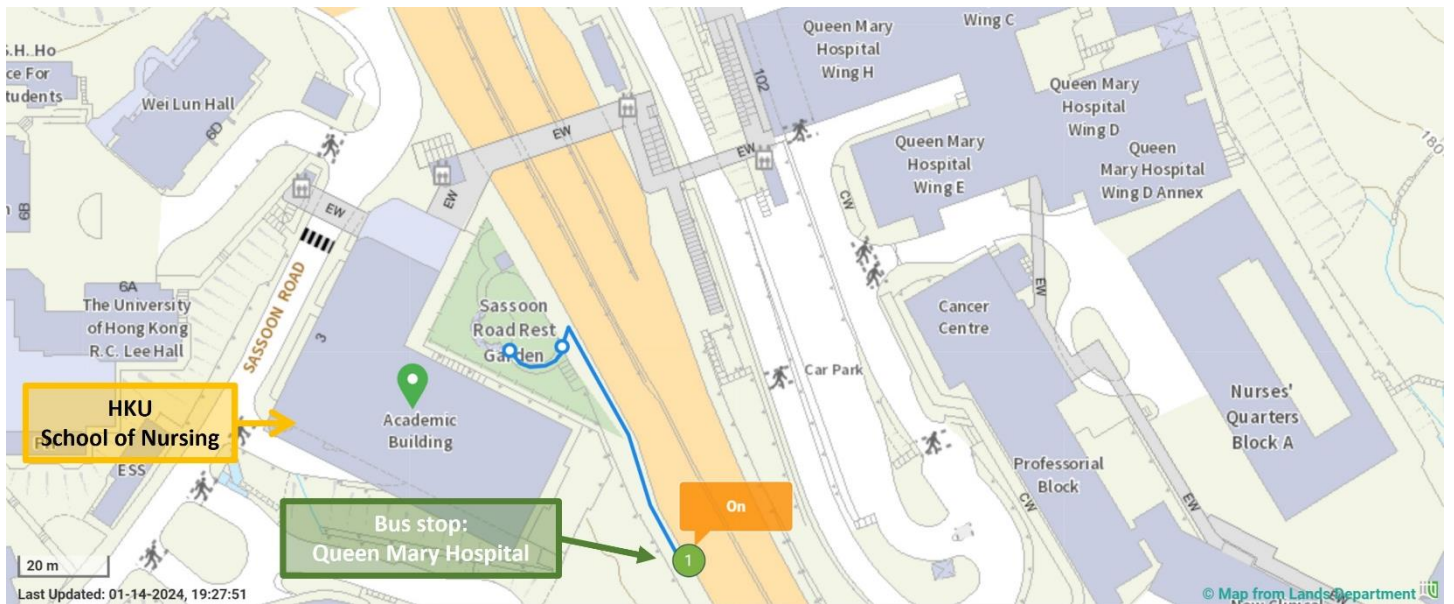 S.H. Ho
ce For
tudents
Wei Lun Hall
6D
EW
EW
EW
EW
102
Queen Mary
Hospital
Wing H
Wing C
Queen Mary
Hospital
Wing D
Queen
Mary Hospital
Wing D Annex
Queen Mary
Hospital
Wing E
180
CW
6B
6A
The University
of Hong Kong
R.C. Lee Hall
SASSOON ROAD
3
Sassoon
Road Rest
Garden
Academic
Building
Car Park
Cancer
Centre
EW
Nurses'
Quarters
Block A
Professorial
Block
CW
EW
HKU
School of Nursing
ESS
Bus stop:
Queen Mary Hospital
On
1
20 m
Last Updated: 01-14-2024, 19:27:51
© Map from Lands Department